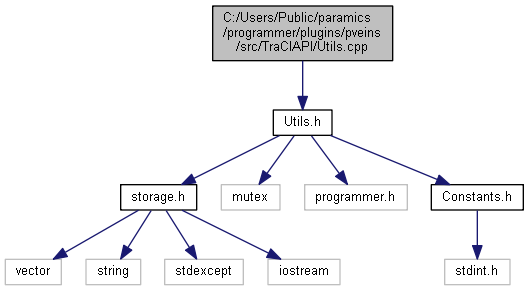 C:/Users/Public/paramics
/programmer/plugins/pveins
/src/TraCIAPI/Utils.cpp
Utils.h
storage.h
mutex
programmer.h
Constants.h
vector
string
stdexcept
iostream
stdint.h